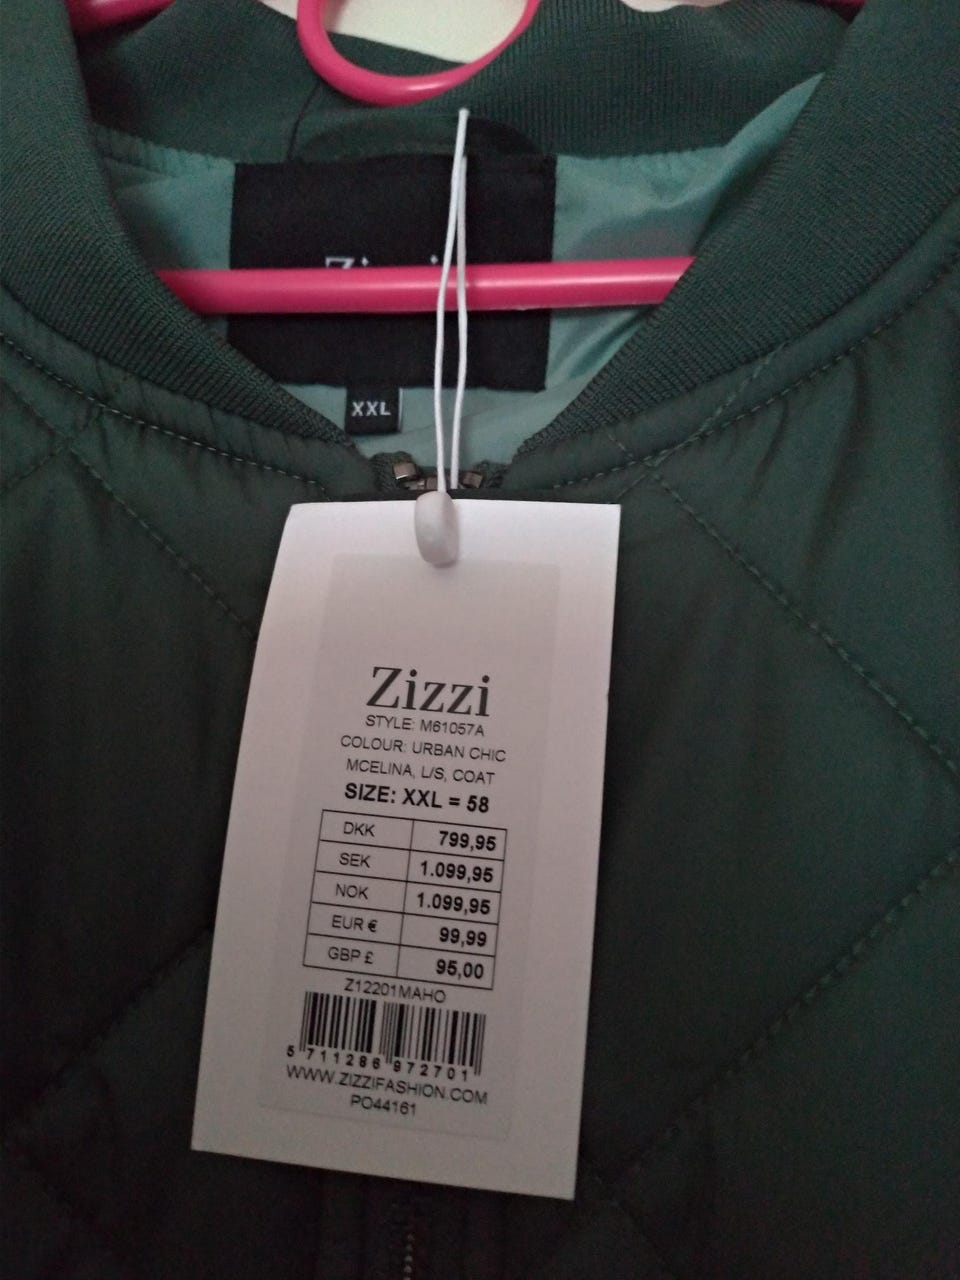 XXL
Zizzi
STYLE: M61057A
COLOUR: URBAN CHIC
MCELINA, L/S, COAT
SIZE: XXL = 58
DKK 799,95
SEK 1.099,95
NOK 1.099,95
EUR € 99,99
GBP £ 95,00
Z12201MAHO
5 711286 972701
WWW.ZIZZIFASHION.COM
PO44161